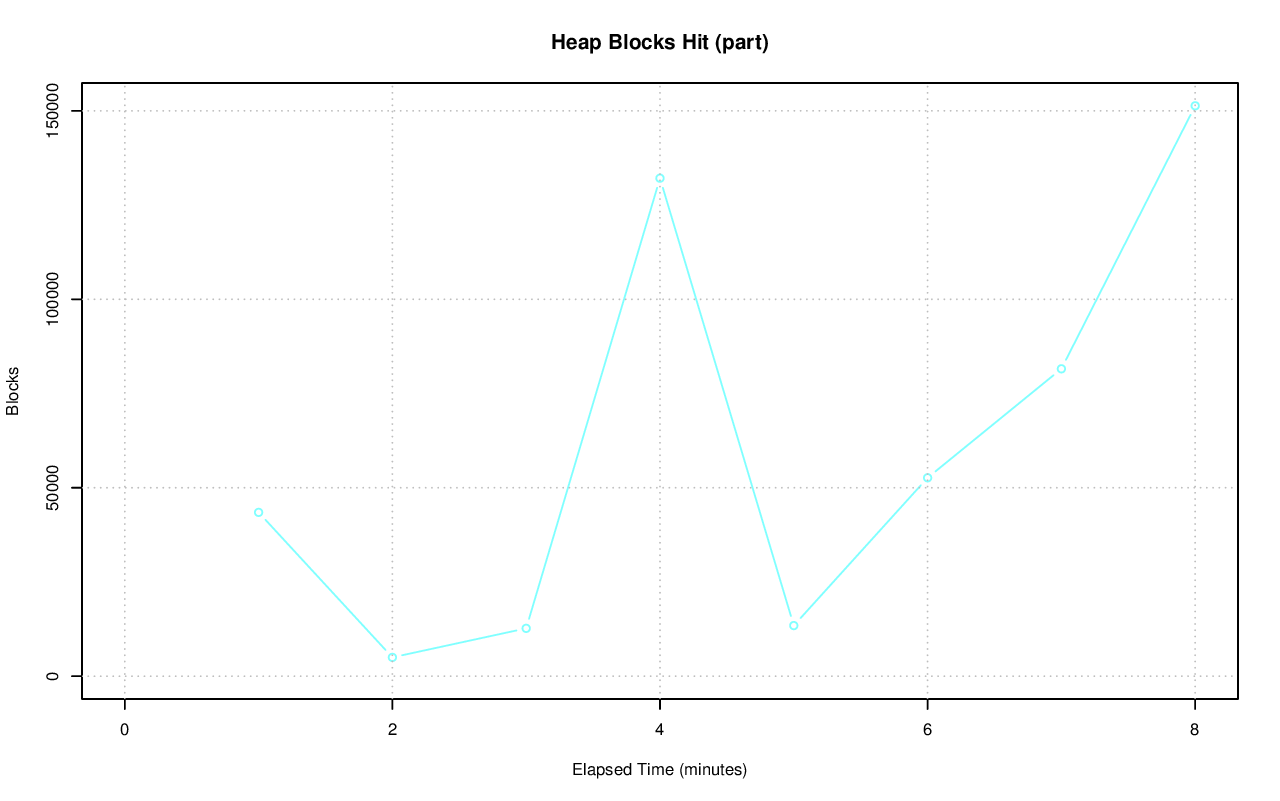 Heap Blocks Hit (part)
150000
100000
50000
0
Blocks
0 2 4 6 8
Elapsed Time (minutes)